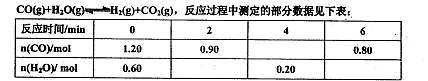 CO(g)+H₂O(g)⇌H₂(g)+CO₂(g)，反应过程中测定的部分数据见下表：
反应时间/min 0 2 4 6
n(CO)/mol 1.20 0.90 0.80
n(H₂O)/ mol 0.60 0.20